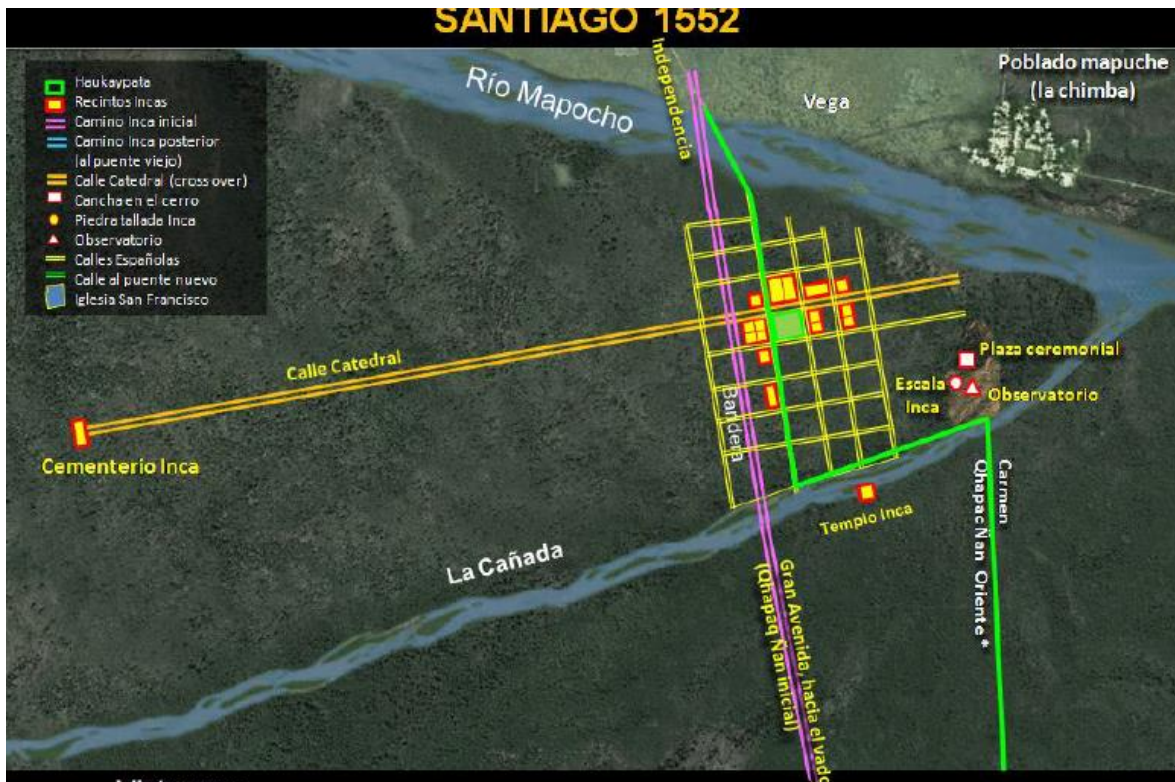 SANTIAGO 1552
Haukaypata
Recintos Incas
Camino Inca inicial
Camino Inca posterior
(al puente viejo)
Calle Catedral (cross over)
Cancha en el cerro
Piedra tallada Inca
Observatorio
Calles Españolas
Calle al puente nuevo
Iglesia San Francisco
Río Mapocho
Independencia
Vega
Poblado mapuche
(la chimba)
Calle Catedral
Cementerio Inca
Bandera
Plaza ceremonial
Escala
Inca
Observatorio
Templo Inca
La Cañada
Gran Avenida, hacia el vado
(Qhapaq Ñan inicial)
Carmen
Qhapac Ñan Oriente *